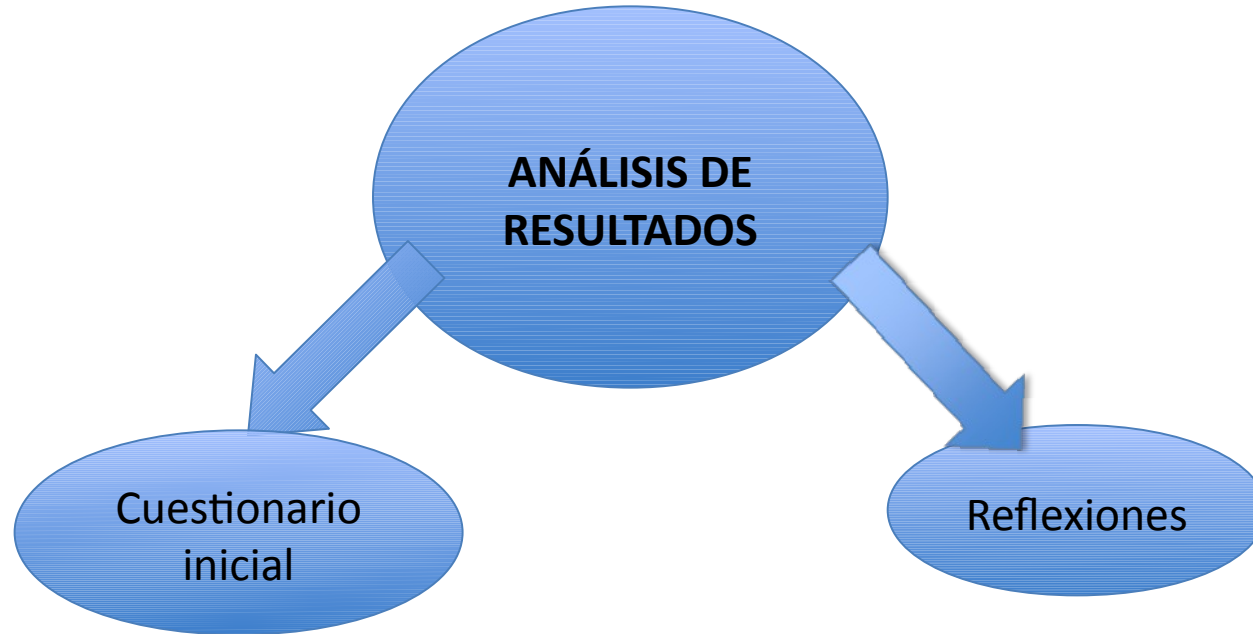 ANÁLISIS DE
RESULTADOS
Cuestionario
inicial
Reflexiones